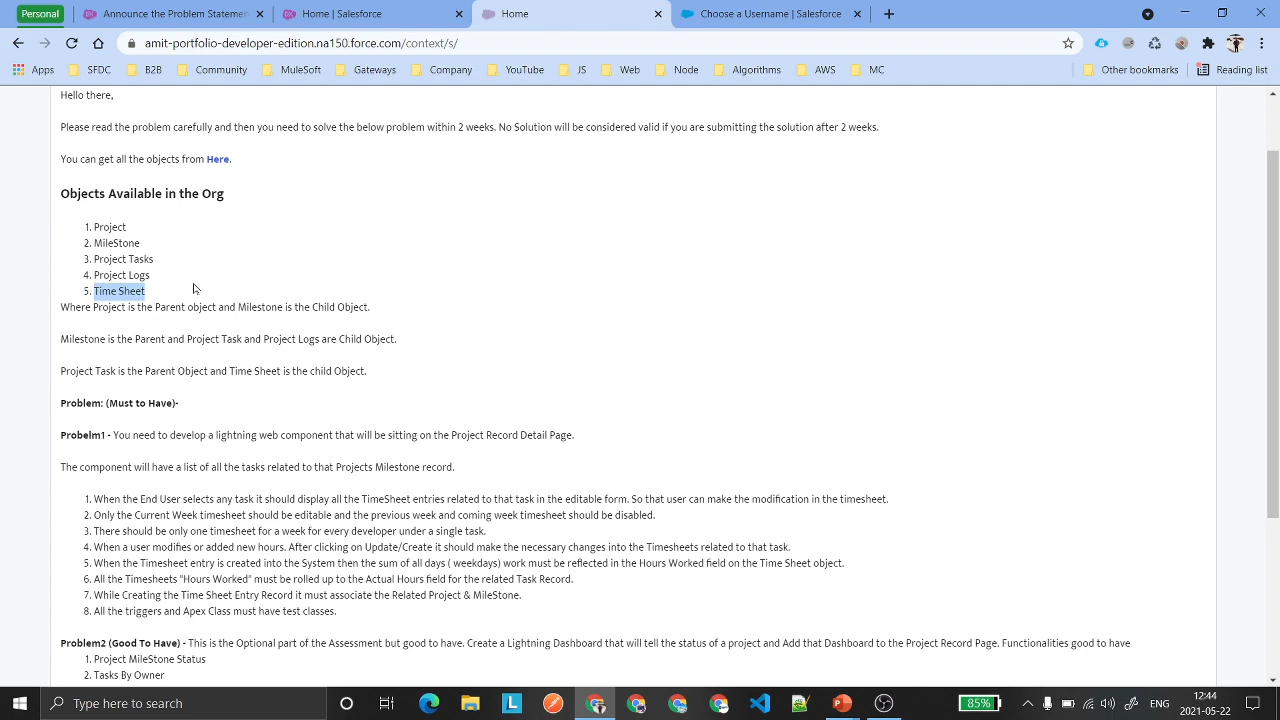 Personal
Announce Statemer
Salesforce
Home
Choose a Username | Salesforce
amit-portfolio-developer-edition.na150.force.com/context/s/
Apps SFDC B2B Community MuleSoft Gateways Company YouTube JS Web Node Algorithms AWS MC Other bookmarks Reading list
Hello there,
Please read the problem carefully and then you need to solve the below problem within 2 weeks. No Solution will be considered valid if you are submitting the solution after 2 weeks.
You can get all the objects from Here.
Objects Available in the Org
1. Project
2. MileStone
3. Project Tasks
4. Project Logs
5. Time Sheet
Where Project is the Parent object and Milestone is the Child Object.
Milestone is the Parent and Project Task and Project Logs are Child Object.
Project Task is the Parent Object and Time Sheet is the child Object.
Problem: (Must to Have)-
Probelm1 - You need to develop a lightning web component that will be sitting on the Project Record Detail Page.
The component will have a list of all the tasks related to that Projects Milestone record.
1. When the End User selects any task it should display all the TimeSheet entries related to that task in the editable form. So that user can make the modification in the timesheet.
2. Only the Current Week timesheet should be editable and the previous week and coming week timesheet should be disabled.
3. There should be only one timesheet for a week for every developer under a single task.
4. When a user modifies or added new hours. After clicking on Update/Create it should make the necessary changes into the Timesheets related to that task.
5. When the Timesheet entry is created into the System then the sum of all days ( weekdays) work must be reflected in the Hours Worked field on the Time Sheet object.
6. All the Timesheets "Hours Worked" must be rolled up to the Actual Hours field for the related Task Record.
7. While Creating the Time Sheet Entry Record it must associate the Related Project & MileStone.
8. All the triggers and Apex Class must have test classes.
Problem2 (Good To Have) - This is the Optional part of the Assessment but good to have. Create a Lightning Dashboard that will tell the status of a project and Add that Dashboard to the Project Record Page. Functionalities good to have
1. Project MileStone Status
2. Tasks By Owner
Type here to search
85%
ENG
12:44
2021-05-22